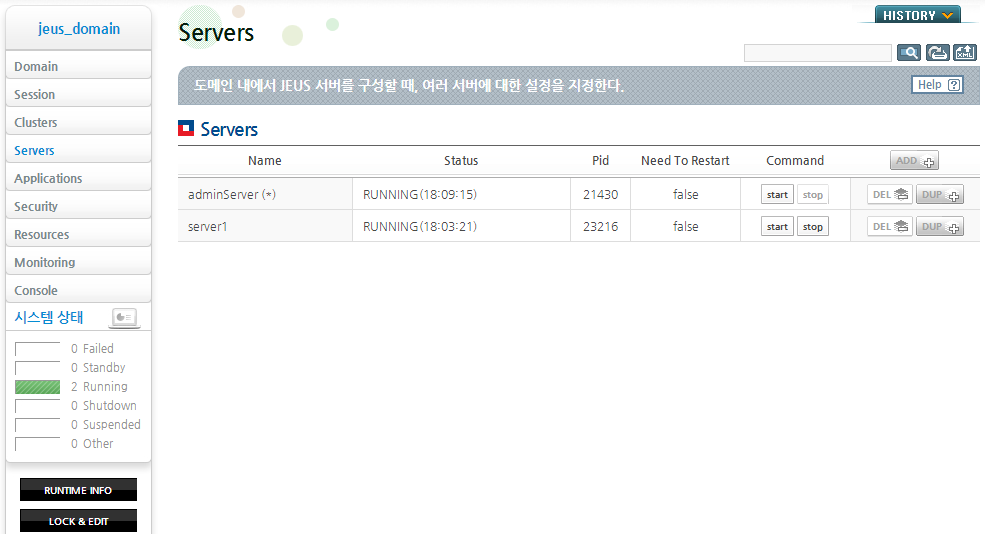 jeus_domain
Domain
Session
Clusters
Servers
Applications
Security
Resources
Monitoring
Console
시스템 상태
0 Failed
0 Standby
2 Running
0 Shutdown
0 Suspended
0 Other
RUNTIME INFO
LOCK & EDIT
Servers
HISTORY
XML
도메인 내에서 JEUS 서버를 구성할 때, 여러 서버에 대한 설정을 지정한다.
Help ?
Servers
Name Status Pid Need To Restart Command ADD
adminServer (*) RUNNING(18:09:15) 21430 false start stop DEL DUP
server1 RUNNING(18:03:21) 23216 false start stop DEL DUP